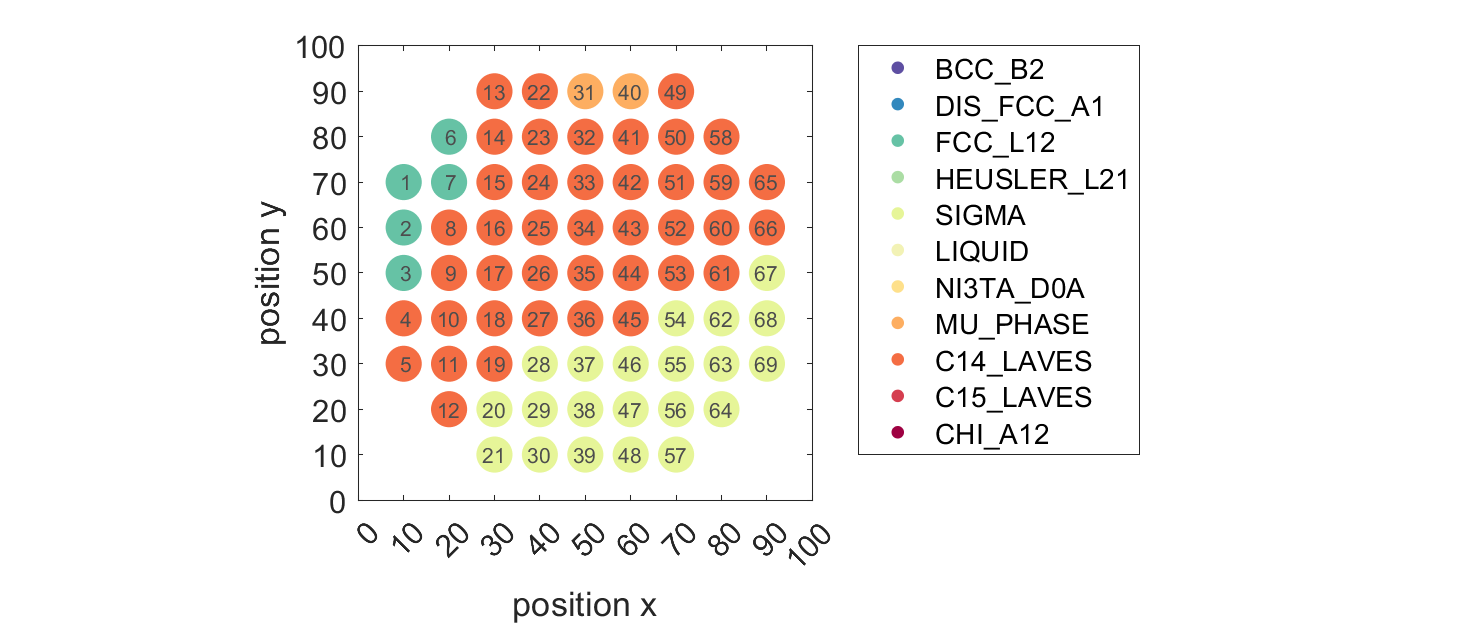 100
90
80
70
60
50
40
30
20
10
0
position y
13 22 31 40 49
6 14 23 32 41 50 58
1 7 15 24 33 42 51 59 65
2 8 16 25 34 43 52 60 66
3 9 17 26 35 44 53 61 67
4 10 18 27 36 45 54 62 68
5 11 19 28 37 46 55 63 69
12 20 29 38 47 56 64
21 30 39 48 57
0 10 20 30 40 50 60 70 80 90 100
position x
BCC_B2
DIS_FCC_A1
FCC_L12
HEUSLER_L21
SIGMA
LIQUID
NI3TA_D0A
MU_PHASE
C14_LAVES
C15_LAVES
CHI_A12